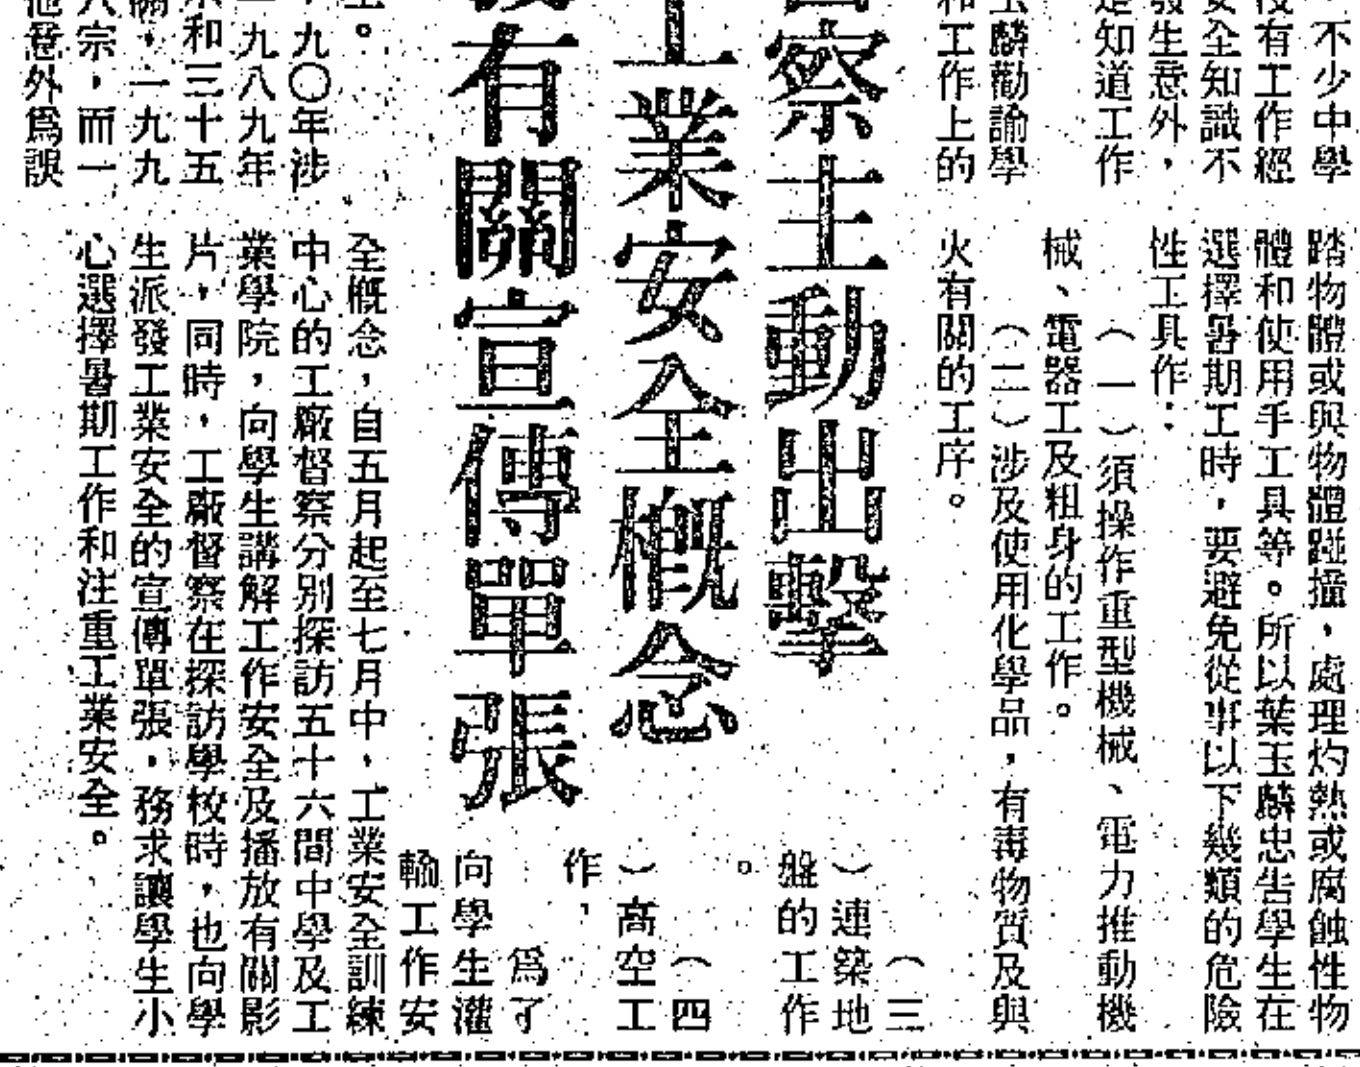 不少中學
校有工作經
安全知識不
發生意外，
是知道工作
玉麟勸諭學
和工作上的
踏物體或與物體踫撞，處理灼熱或腐蝕性物
體和使用手工具等。所以葉玉麟忠吿學生在
選擇暑期工時，要避免從事以下幾類的危險
性工具作：
（一）須操作重型機械、電力推動機
械、電器工及粗身的工作。
（二）涉及使用化學品，有毒物質及與
火有關的工序。
（三
）連築地
盤的工作
。
（四
）高空工
作，
察主動出擊
工業安全概念
有關宣傳單張
爲了
向學生灌
輸工作安
全概念，自五月起至七月中，工業安全訓練
中心的工廠督察分別探訪五十六間中學及工
業學院，向學生講解工作安全及播放有關影
片，同時，工廠督察在探訪學校時，也向學
生派發工業安全的宣傳單張，務求讓學生小
心選擇暑期工作和注重工業安全。
生。
，九〇年涉
一九八九年
和三十五
關，一九九
八宗，而一
他意外爲誤